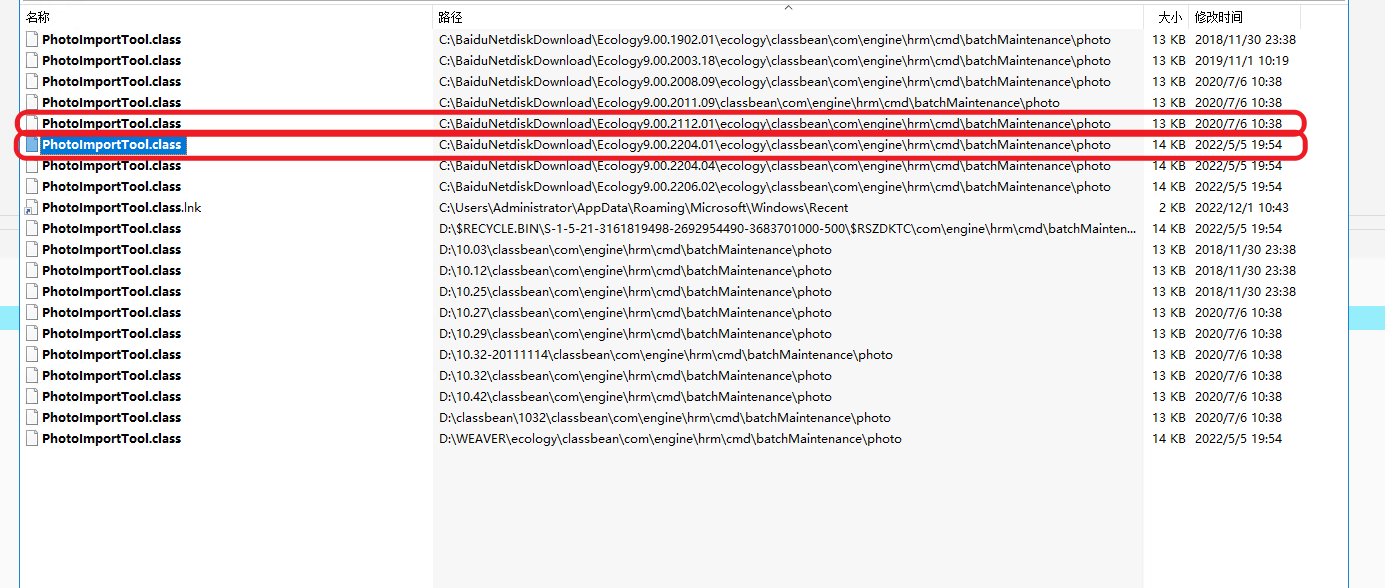 名称 路径 大小 修改时间
PhotoImportTool.class C:\BaiduNetdiskDownload\Ecology9.00.1902.01\ecology\classbean\com\engine\hrm\cmd\batchMaintenance\photo 13 KB 2018/11/30 23:38
PhotoImportTool.class C:\BaiduNetdiskDownload\Ecology9.00.2003.18\ecology\classbean\com\engine\hrm\cmd\batchMaintenance\photo 13 KB 2019/11/1 10:19
PhotoImportTool.class C:\BaiduNetdiskDownload\Ecology9.00.2008.09\ecology\classbean\com\engine\hrm\cmd\batchMaintenance\photo 13 KB 2020/7/6 10:38
PhotoImportTool.class C:\BaiduNetdiskDownload\Ecology9.00.2011.09\classbean\com\engine\hrm\cmd\batchMaintenance\photo 13 KB 2020/7/6 10:38
PhotoImportTool.class C:\BaiduNetdiskDownload\Ecology9.00.2112.01\ecology\classbean\com\engine\hrm\cmd\batchMaintenance\photo 13 KB 2020/7/6 10:38
PhotoImportTool.class C:\BaiduNetdiskDownload\Ecology9.00.2204.01\ecology\classbean\com\engine\hrm\cmd\batchMaintenance\photo 14 KB 2022/5/5 19:54
PhotoImportTool.class C:\BaiduNetdiskDownload\Ecology9.00.2204.04\ecology\classbean\com\engine\hrm\cmd\batchMaintenance\photo 14 KB 2022/5/5 19:54
PhotoImportTool.class C:\BaiduNetdiskDownload\Ecology9.00.2206.02\ecology\classbean\com\engine\hrm\cmd\batchMaintenance\photo 14 KB 2022/5/5 19:54
PhotoImportTool.class.lnk C:\Users\Administrator\AppData\Roaming\Microsoft\Windows\Recent 2 KB 2022/12/1 10:43
PhotoImportTool.class D:\$RECYCLE.BIN\S-1-5-21-3161819498-2692954490-3683701000-500\$RSZDKTC\com\engine\hrm\cmd\batchMainten... 14 KB 2022/5/5 19:54
PhotoImportTool.class D:\10.03\classbean\com\engine\hrm\cmd\batchMaintenance\photo 13 KB 2018/11/30 23:38
PhotoImportTool.class D:\10.12\classbean\com\engine\hrm\cmd\batchMaintenance\photo 13 KB 2018/11/30 23:38
PhotoImportTool.class D:\10.25\classbean\com\engine\hrm\cmd\batchMaintenance\photo 13 KB 2018/11/30 23:38
PhotoImportTool.class D:\10.27\classbean\com\engine\hrm\cmd\batchMaintenance\photo 13 KB 2020/7/6 10:38
PhotoImportTool.class D:\10.29\classbean\com\engine\hrm\cmd\batchMaintenance\photo 13 KB 2020/7/6 10:38
PhotoImportTool.class D:\10.32-20111114\classbean\com\engine\hrm\cmd\batchMaintenance\photo 13 KB 2020/7/6 10:38
PhotoImportTool.class D:\10.32\classbean\com\engine\hrm\cmd\batchMaintenance\photo 13 KB 2020/7/6 10:38
PhotoImportTool.class D:\10.42\classbean\com\engine\hrm\cmd\batchMaintenance\photo 13 KB 2020/7/6 10:38
PhotoImportTool.class D:\classbean\1032\classbean\com\engine\hrm\cmd\batchMaintenance\photo 13 KB 2020/7/6 10:38
PhotoImportTool.class D:\WEAVER\ecology\classbean\com\engine\hrm\cmd\batchMaintenance\photo 14 KB 2022/5/5 19:54